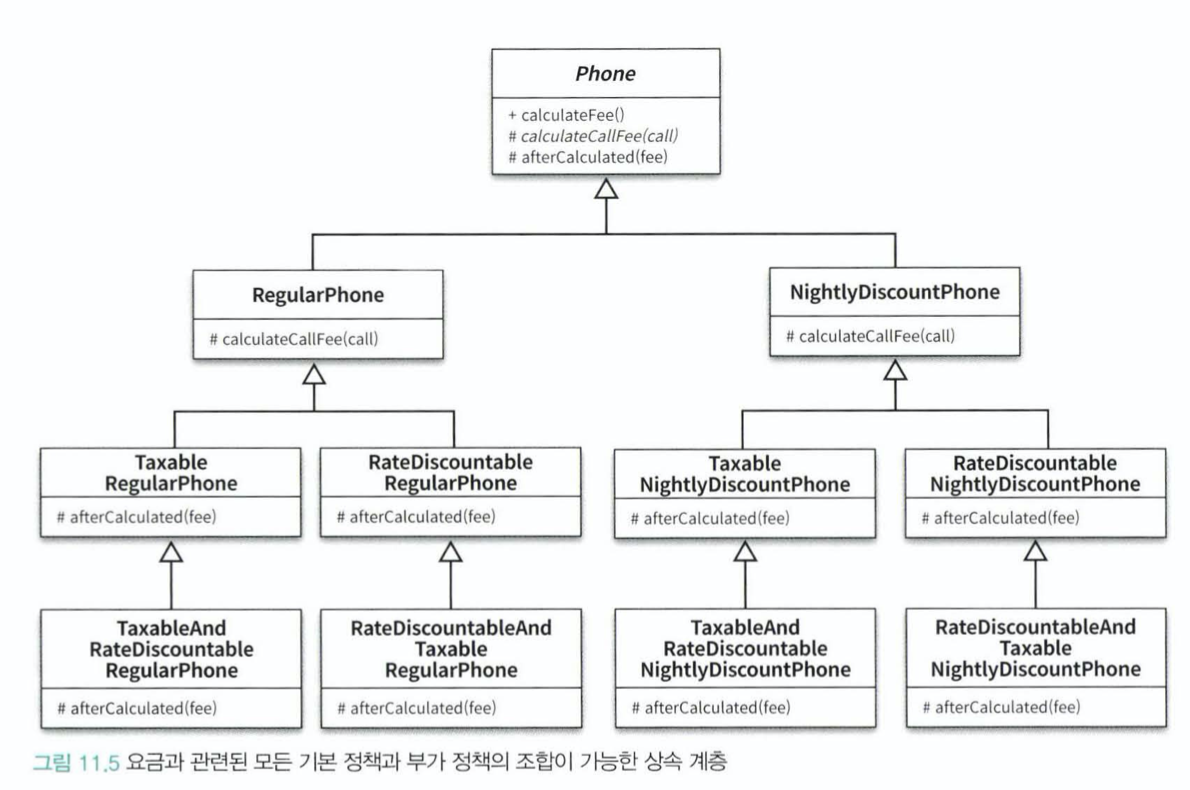 Phone
+ calculateFee()
# calculateCallFee(call)
# afterCalculated(fee)
RegularPhone
# calculateCallFee(call)
NightlyDiscountPhone
# calculateCallFee(call)
Taxable
RegularPhone
# afterCalculated(fee)
RateDiscountable
RegularPhone
# afterCalculated(fee)
Taxable
NightlyDiscountPhone
# afterCalculated(fee)
RateDiscountable
NightlyDiscountPhone
# afterCalculated(fee)
TaxableAnd
RateDiscountable
RegularPhone
# afterCalculated(fee)
RateDiscountableAnd
Taxable
RegularPhone
# afterCalculated(fee)
TaxableAnd
RateDiscountable
NightlyDiscountPhone
# afterCalculated(fee)
RateDiscountableAnd
Taxable
NightlyDiscountPhone
# afterCalculated(fee)
그림 11.5 요금과 관련된 모든 기본 정책과 부가 정책의 조합이 가능한 상속 계층